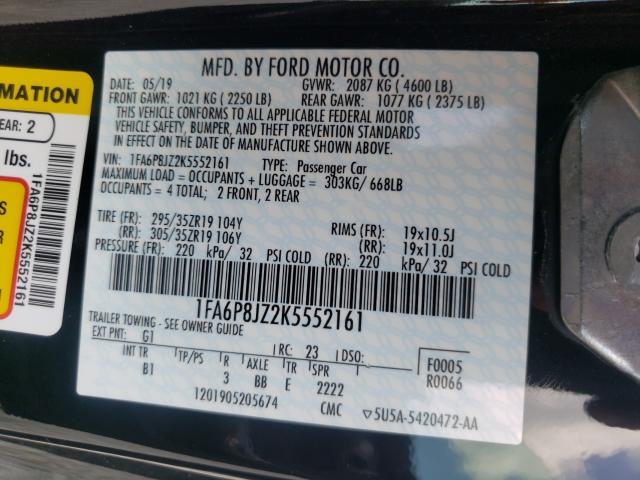 MFD. BY FORD MOTOR CO.
DATE: 05/19 GVWR: 2087 KG ( 4600 LB)
FRONT GAWR: 1021 KG ( 2250 LB) REAR GAWR: 1077 KG ( 2375 LB)
THIS VEHICLE CONFORMS TO ALL APPLICABLE FEDERAL MOTOR
VEHICLE SAFETY, BUMPER, AND THEFT PREVENTION STANDARDS
IN EFFECT ON THE DATE OF MANUFACTURE SHOWN ABOVE.
VIN: 1FA6P8JZ2K5552161 TYPE: Passenger Car
MAXIMUM LOAD = OCCUPANTS + LUGGAGE = 303KG/ 668LB
OCCUPANTS = 4 TOTAL; 2 FRONT, 2 REAR
TIRE (FR): 295/35ZR19 104Y RIMS (FR): 19x10.5J
(RR): 305/35ZR19 106Y (RR): 19x11.0J
PRESSURE (FR): 220 kPa/ 32 PSI COLD (RR): 220 kPa/ 32 PSI COLD
1FA6P8JZ2K5552161
TRAILER TOWING - SEE OWNER GUIDE
EXT PNT: G1 RC: 23 DSO: F0005
INT TR TP/PS R AXLE TR SPR R0066
B1 3 BB E 2222
1201905205674 CMC 5U5A-5420472-AA
RMATION
EAR: 2
lbs.
S
R
1FA6P8JZ2K5552161